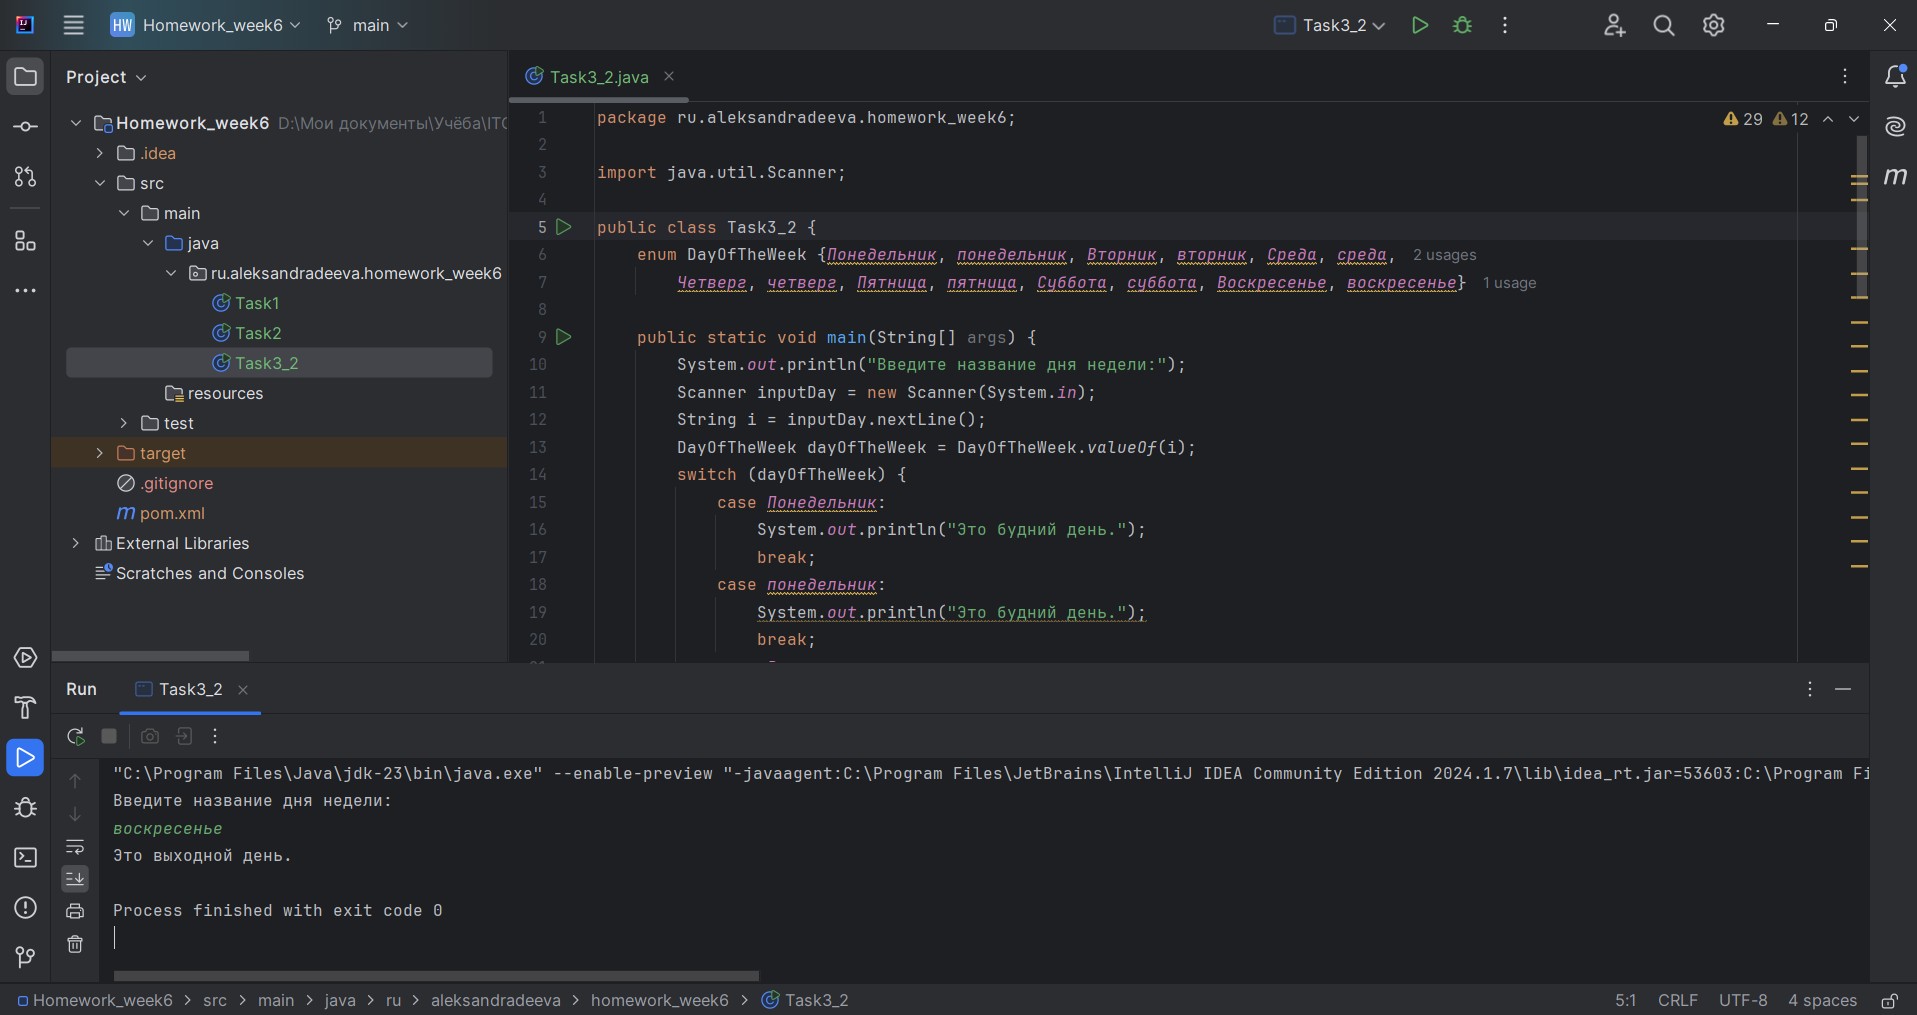 HW Homework_week6 main Task3_2
Project
Homework_week6 D:\Мои документы\Учёба\ITC
.idea
src
main
java
ru.aleksandradeeva.homework_week6
Task1
Task2
Task3_2
resources
test
target
.gitignore
m pom.xml
External Libraries
Scratches and Consoles
Task3_2.java
29 12
1 package ru.aleksandradeeva.homework_week6;
2
3 import java.util.Scanner;
4
5 public class Task3_2 {
6 enum DayOfTheWeek {Понедельник, понедельник, Вторник, вторник, Среда, среда, 2 usages
7 Четверг, четверг, Пятница, пятница, Суббота, суббота, Воскресенье, воскресенье} 1 usage
8
9 public static void main(String[] args) {
10 System.out.println("Введите название дня недели:");
11 Scanner inputDay = new Scanner(System.in);
12 String i = inputDay.nextLine();
13 DayOfTheWeek dayOfTheWeek = DayOfTheWeek.valueOf(i);
14 switch (dayOfTheWeek) {
15 case Понедельник:
16 System.out.println("Это будний день.");
17 break;
18 case понедельник:
19 System.out.println("Это будний день.");
20 break;
m
Run Task3_2
"C:\Program Files\Java\jdk-23\bin\java.exe" --enable-preview "-javaagent:C:\Program Files\JetBrains\IntelliJ IDEA Community Edition 2024.1.7\lib\idea_rt.jar=53603:C:\Program Fi
Введите название дня недели:
воскресенье
Это выходной день.
Process finished with exit code 0
Homework_week6 > src > main > java > ru > aleksandradeeva > homework_week6 > Task3_2 5:1 CRLF UTF-8 4 spaces